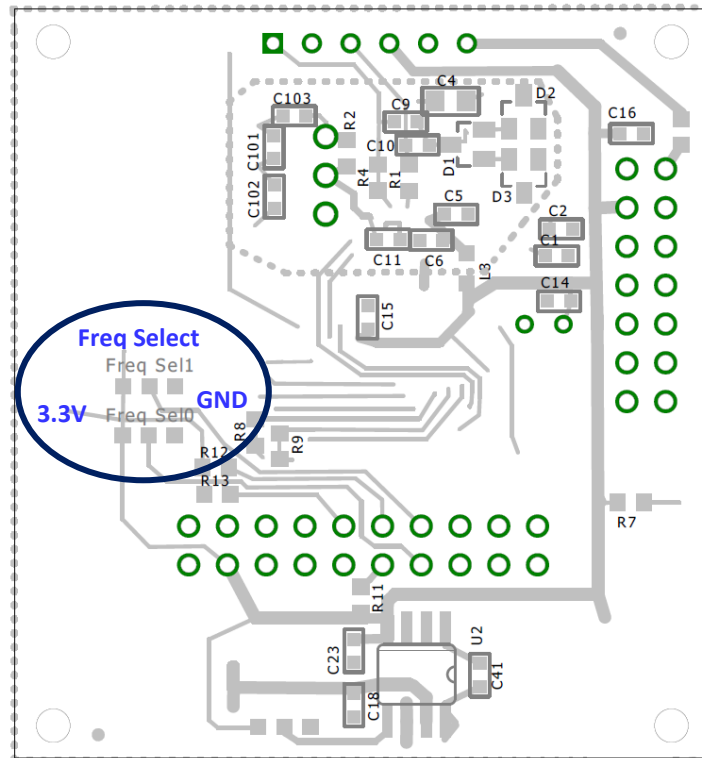 C4
D2
C103
C9
R2
C16
C101
C10
D1
R4
R1
C102
D3
C5
C2
C11
C6
C1
L3
C14
C15
Freq Select
Freq Sel1
3.3V
GND
Freq Sel0
R8
R9
R12
R13
R7
R11
U2
C23
C41
C18